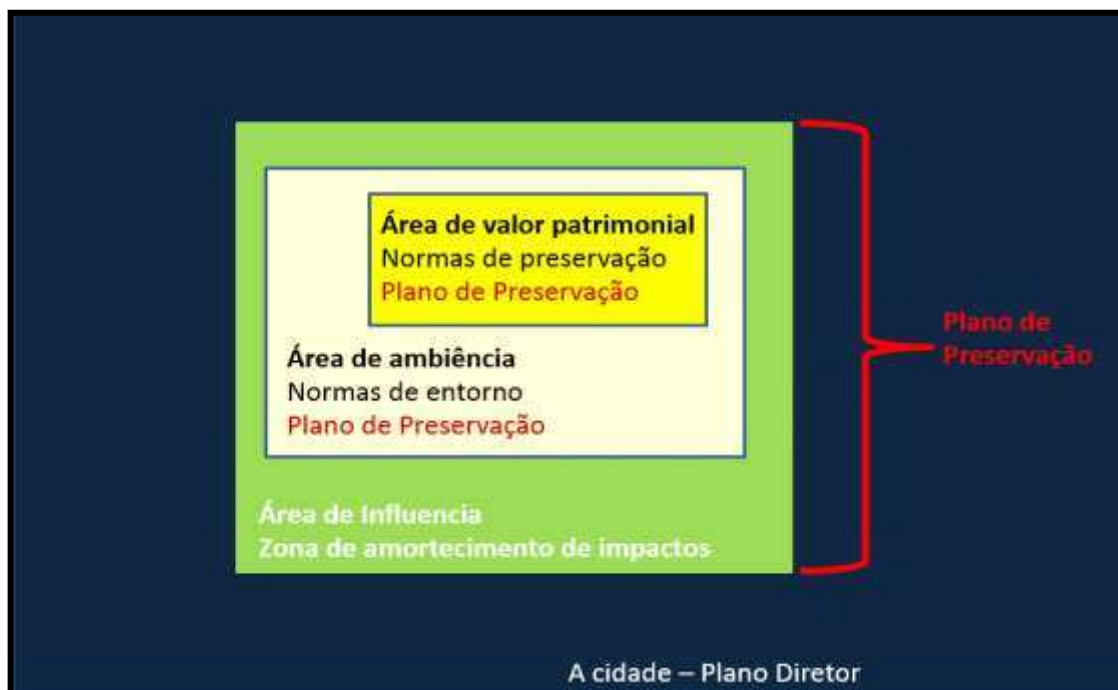 Área de valor patrimonial
Normas de preservação
Plano de Preservação
Área de ambiência
Normas de entorno
Plano de Preservação
Área de Influencia
Zona de amortecimento de impactos
Plano de
Preservação
A cidade – Plano Diretor